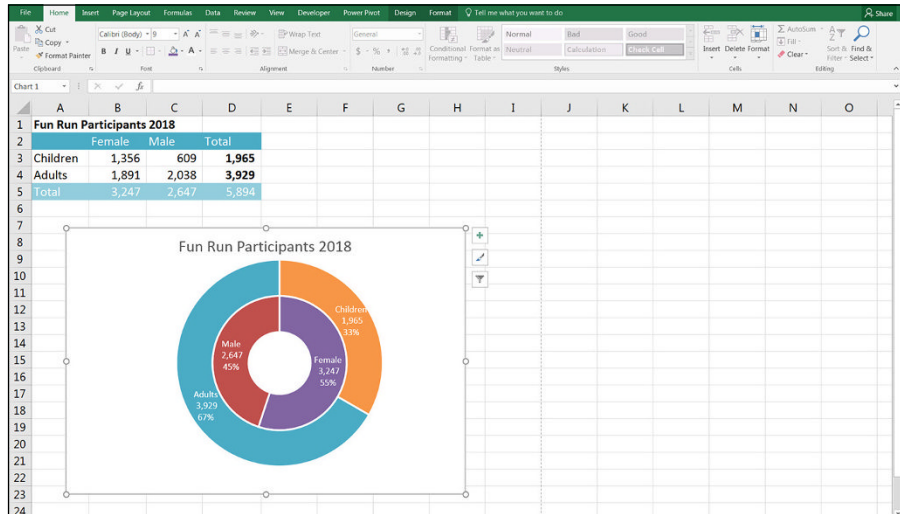 File Home Insert Page Layout Formulas Data Review View Developer Power Pivot Design Format Tell me what you want to do Share
Cut
Copy
Format Painter
Paste
Calibri (Body) 9
B I U
Wrap Text
Merge & Center
General
$ % ,
Conditional Formatting
Format as Table
Normal Bad Good
Neutral Calculation Check Cell
Insert Delete Format
AutoSum
Fill
Clear
Sort & Filter
Find & Select
Clipboard Font Alignment Number Styles Cells Editing
Chart 1 fx
A B C D E F G H I J K L M N O
1 Fun Run Participants 2018
2 Female Male Total
3 Children 1,356 609 1,965
4 Adults 1,891 2,038 3,929
5 Total 3,247 2,647 5,894
6
7
8
9
10
11
12
13
14
15
16
17
18
19
20
21
22
23
24
Fun Run Participants 2018
Children
1,965
33%
Male
2,647
45%
Female
3,247
55%
Adults
3,929
67%